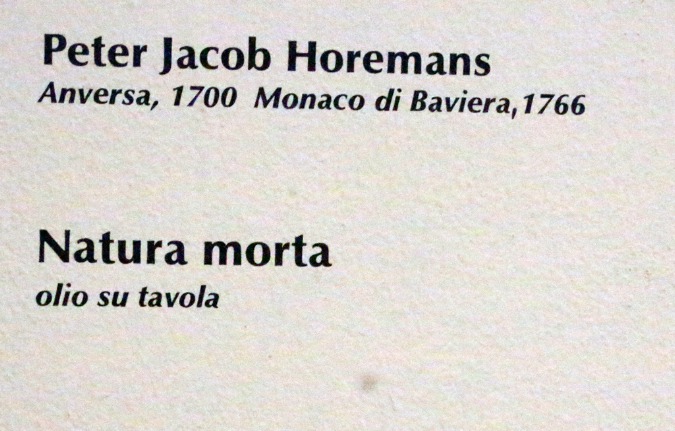 Peter Jacob Horemans
Anversa, 1700 Monaco di Baviera,1766
Natura morta
olio su tavola